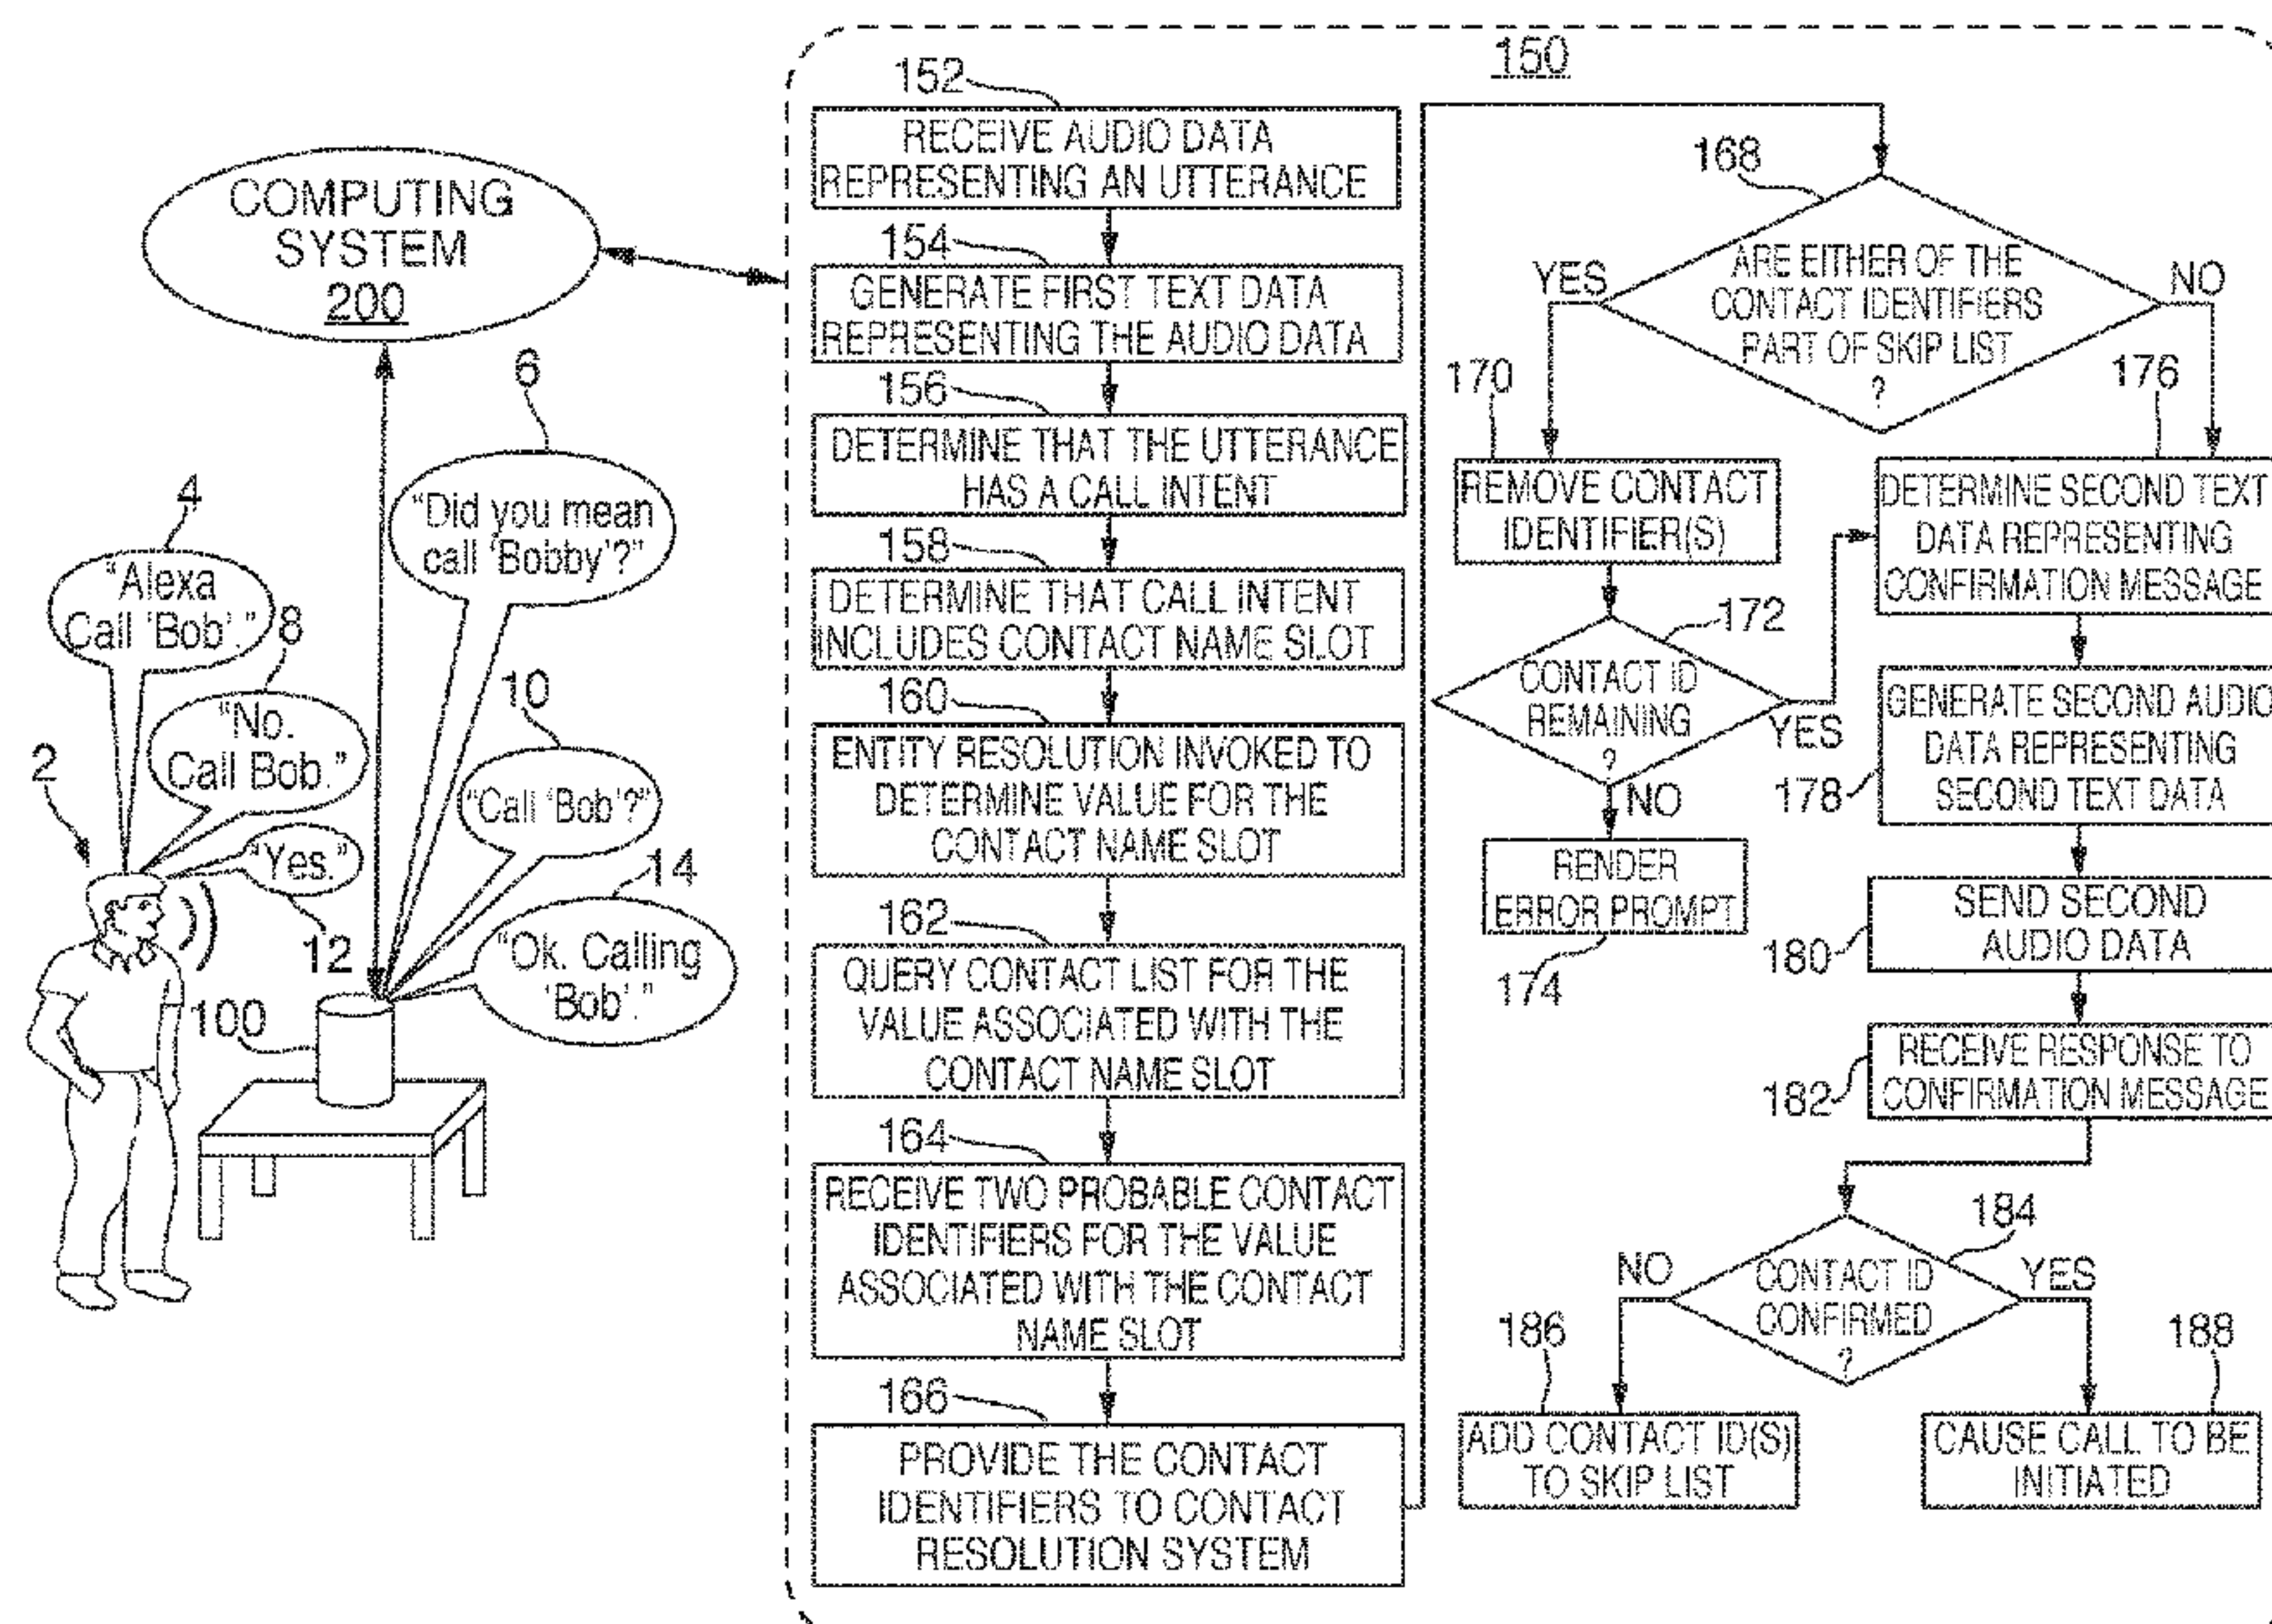 COMPUTING
SYSTEM
200
6
"Did you mean
call 'Bobby'?"
4
"Alexa
Call 'Bob'."
8
"No.
Call Bob."
2
10
"Call 'Bob'?"
"Yes."
12
14
"Ok. Calling
'Bob'."
100
150
152
RECEIVE AUDIO DATA
REPRESENTING AN UTTERANCE
154
GENERATE FIRST TEXT DATA
REPRESENTING THE AUDIO DATA
156
DETERMINE THAT THE UTTERANCE
HAS A CALL INTENT
158
DETERMINE THAT CALL INTENT
INCLUDES CONTACT NAME SLOT
160
ENTITY RESOLUTION INVOKED TO
DETERMINE VALUE FOR THE
CONTACT NAME SLOT
162
QUERY CONTACT LIST FOR THE
VALUE ASSOCIATED WITH THE
CONTACT NAME SLOT
164
RECEIVE TWO PROBABLE CONTACT
IDENTIFIERS FOR THE VALUE
ASSOCIATED WITH THE CONTACT
NAME SLOT
166
PROVIDE THE CONTACT
IDENTIFIERS TO CONTACT
RESOLUTION SYSTEM
168
ARE EITHER OF THE
CONTACT IDENTIFIERS
PART OF SKIP LIST
?
YES
NO
170
REMOVE CONTACT
IDENTIFIER(S)
172
CONTACT ID
REMAINING
?
YES
NO
RENDER
ERROR PROMPT
174
176
DETERMINE SECOND TEXT
DATA REPRESENTING
CONFIRMATION MESSAGE
GENERATE SECOND AUDIO
DATA REPRESENTING
SECOND TEXT DATA
178
SEND SECOND
AUDIO DATA
180
RECEIVE RESPONSE TO
CONFIRMATION MESSAGE
182
184
CONTACT ID
CONFIRMED
?
NO
YES
186
ADD CONTACT ID(S)
TO SKIP LIST
188
CAUSE CALL TO BE
INITIATED